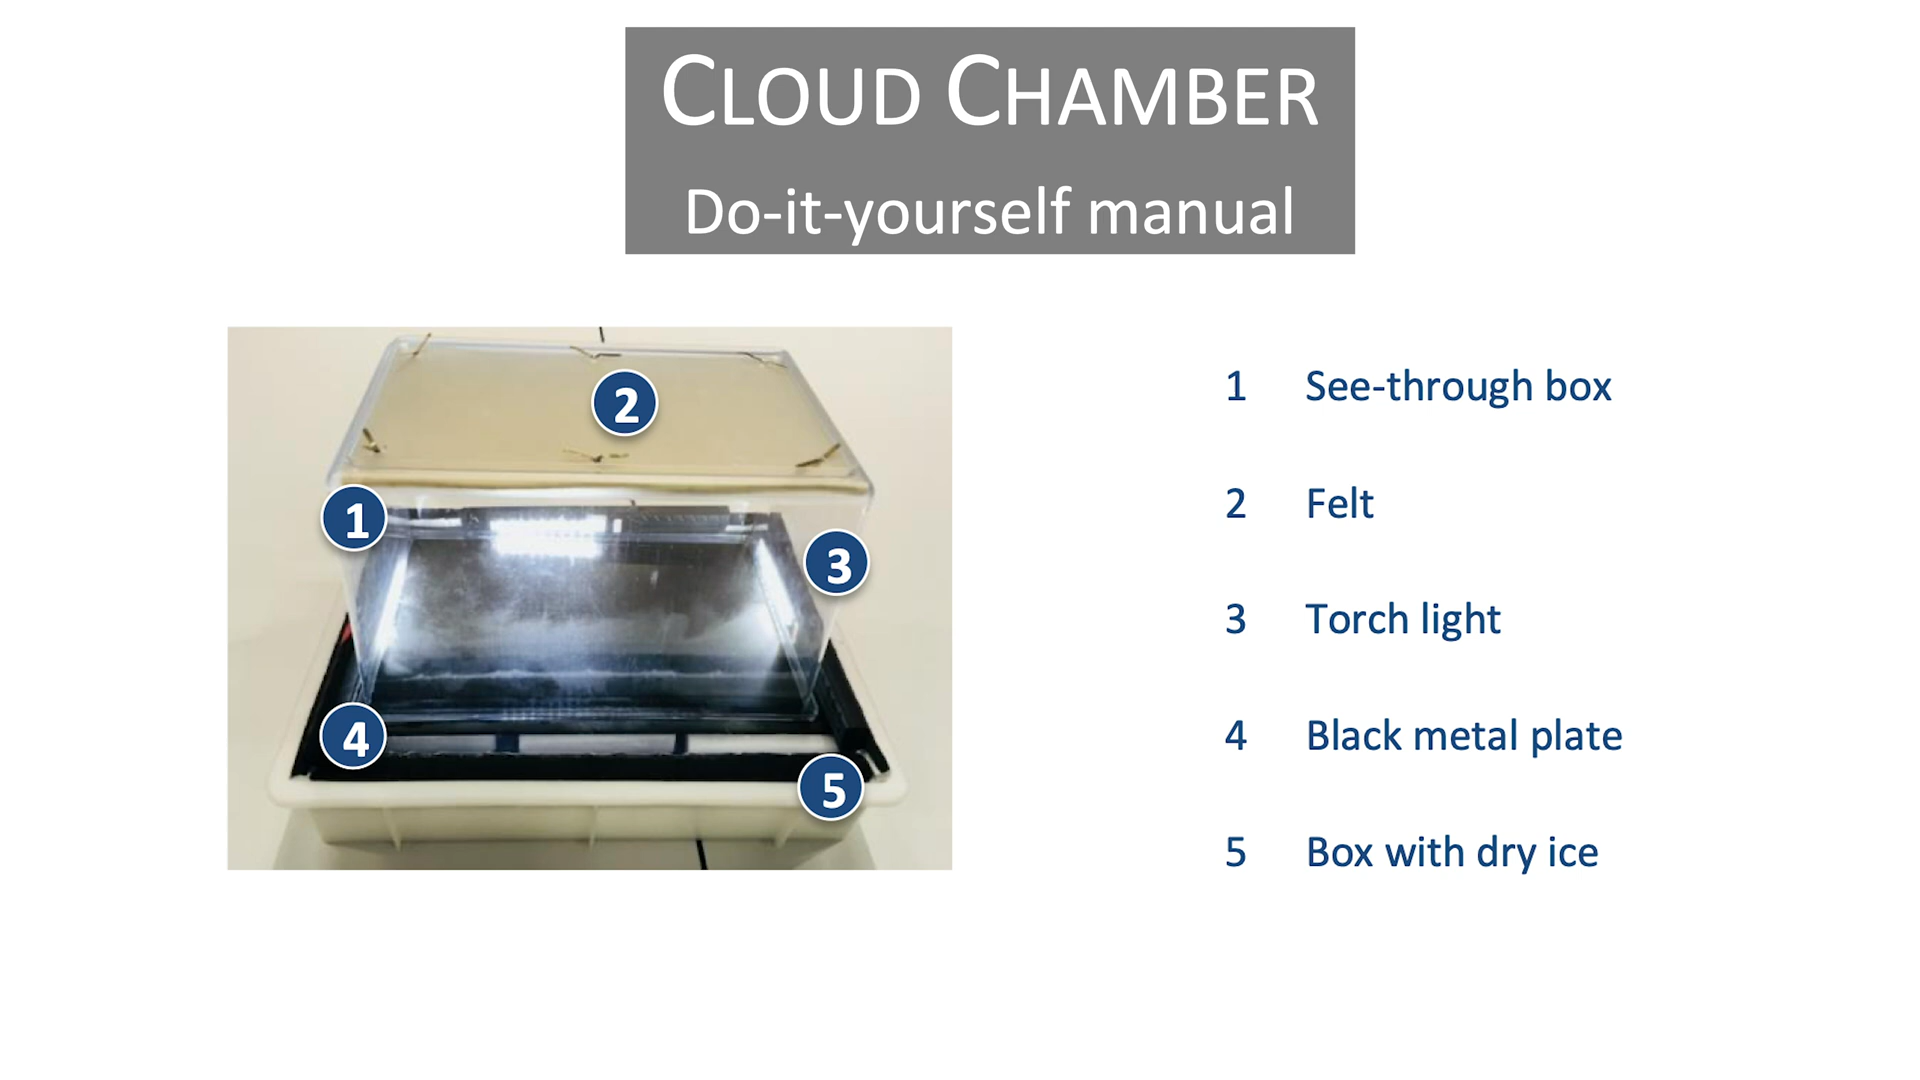 CLOUD CHAMBER
Do-it-yourself manual
2
1
3
4
5
1 See-through box
2 Felt
3 Torch light
4 Black metal plate
5 Box with dry ice